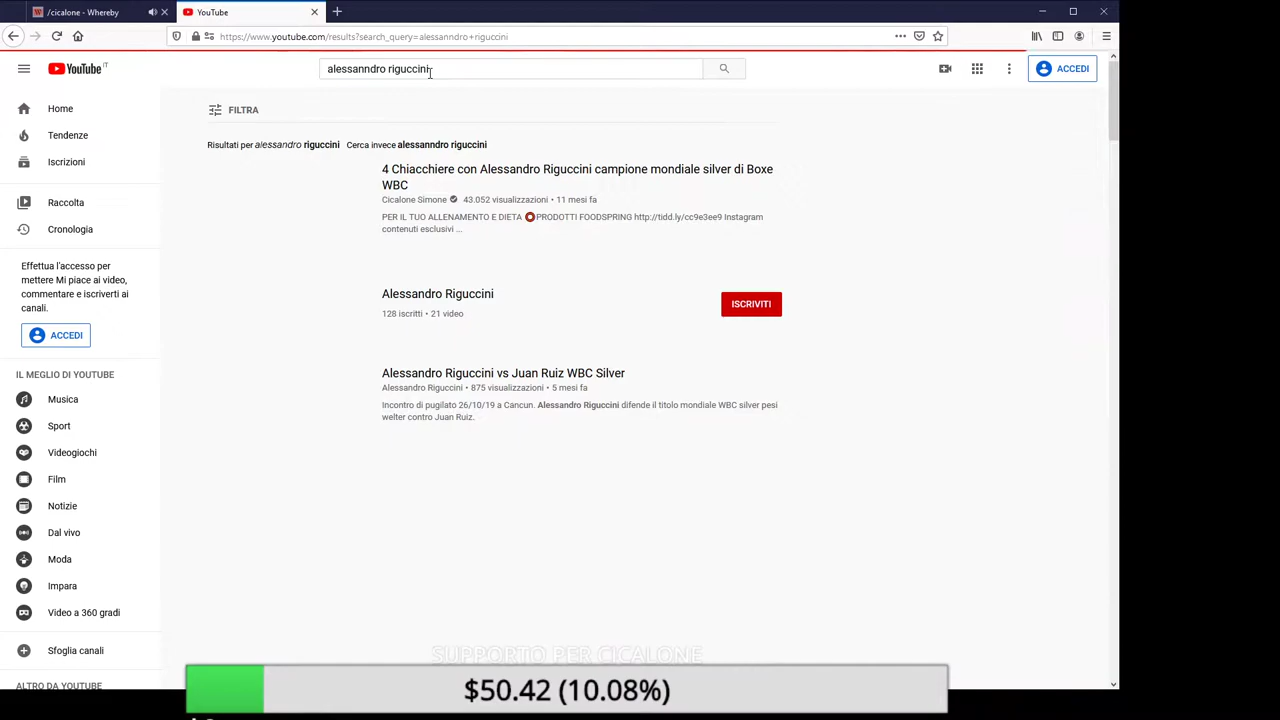 /cicalone - Whereby
YouTube
https://www.youtube.com/results?search_query=alessanndro+riguccini
YouTube IT
alessanndro riguccini
ACCEDI
Home
Tendenze
Iscrizioni
Raccolta
Cronologia
Effettua l'accesso per
mettere Mi piace ai video,
commentare e iscriverti ai
canali.
ACCEDI
IL MEGLIO DI YOUTUBE
Musica
Sport
Videogiochi
Film
Notizie
Dal vivo
Moda
Impara
Video a 360 gradi
Sfoglia canali
ALTRO DA YOUTUBE
FILTRA
Risultati per alessandro riguccini Cerca invece alessanndro riguccini
4 Chiacchiere con Alessandro Riguccini campione mondiale silver di Boxe
WBC
Cicalone Simone 43.052 visualizzazioni • 11 mesi fa
PER IL TUO ALLENAMENTO E DIETA ⭕PRODOTTI FOODSPRING http://tidd.ly/cc9e3ee9 Instagram
contenuti esclusivi ...
Alessandro Riguccini
128 iscritti • 21 video
ISCRIVITI
Alessandro Riguccini vs Juan Ruiz WBC Silver
Alessandro Riguccini • 875 visualizzazioni • 5 mesi fa
Incontro di pugilato 26/10/19 a Cancun. Alessandro Riguccini difende il titolo mondiale WBC silver pesi
welter contro Juan Ruiz.
SUPPORTO PER CICALONE
$50.42 (10.08%)